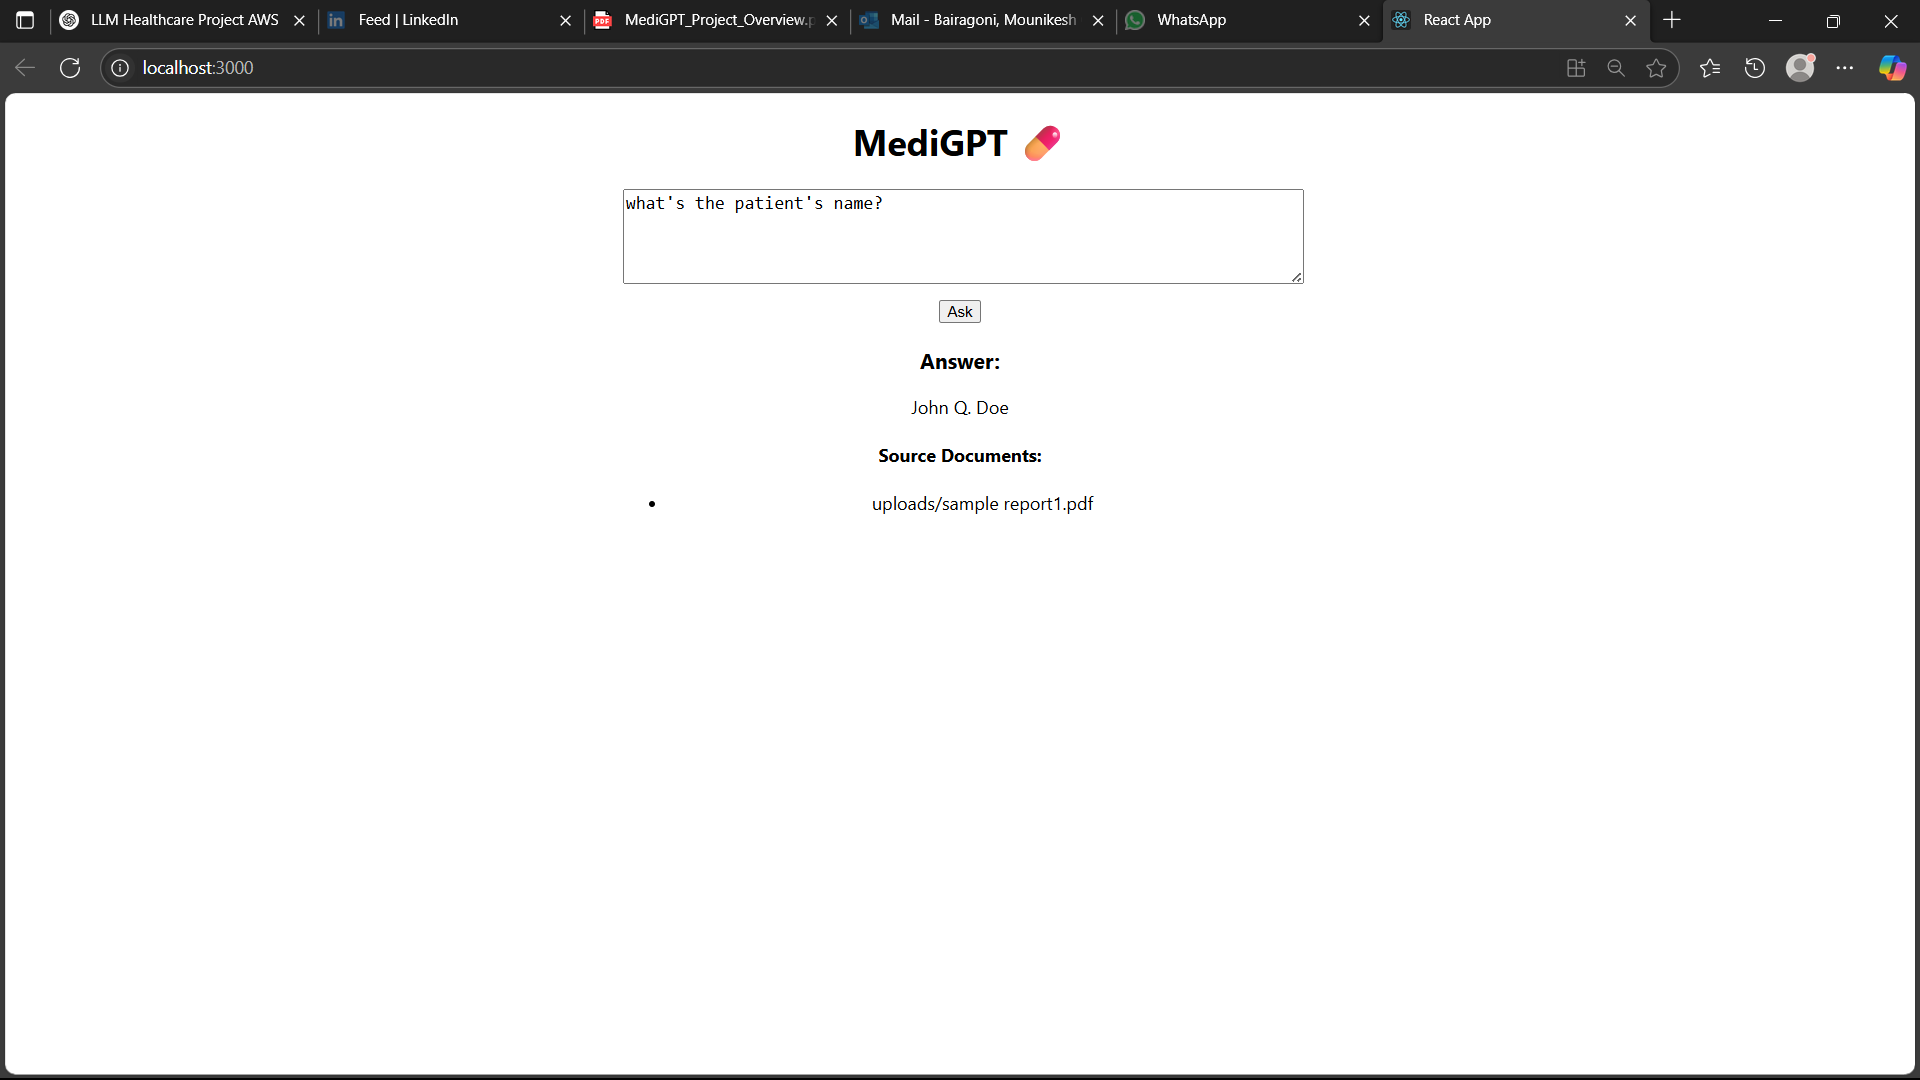 LLM Healthcare Project AWS
Feed | LinkedIn
MediGPT_Project_Overview.p
Mail - Bairagoni, Mounikesh
WhatsApp
React App
localhost:3000
MediGPT
what's the patient's name?
Ask
Answer:
John Q. Doe
Source Documents:
• uploads/sample report1.pdf